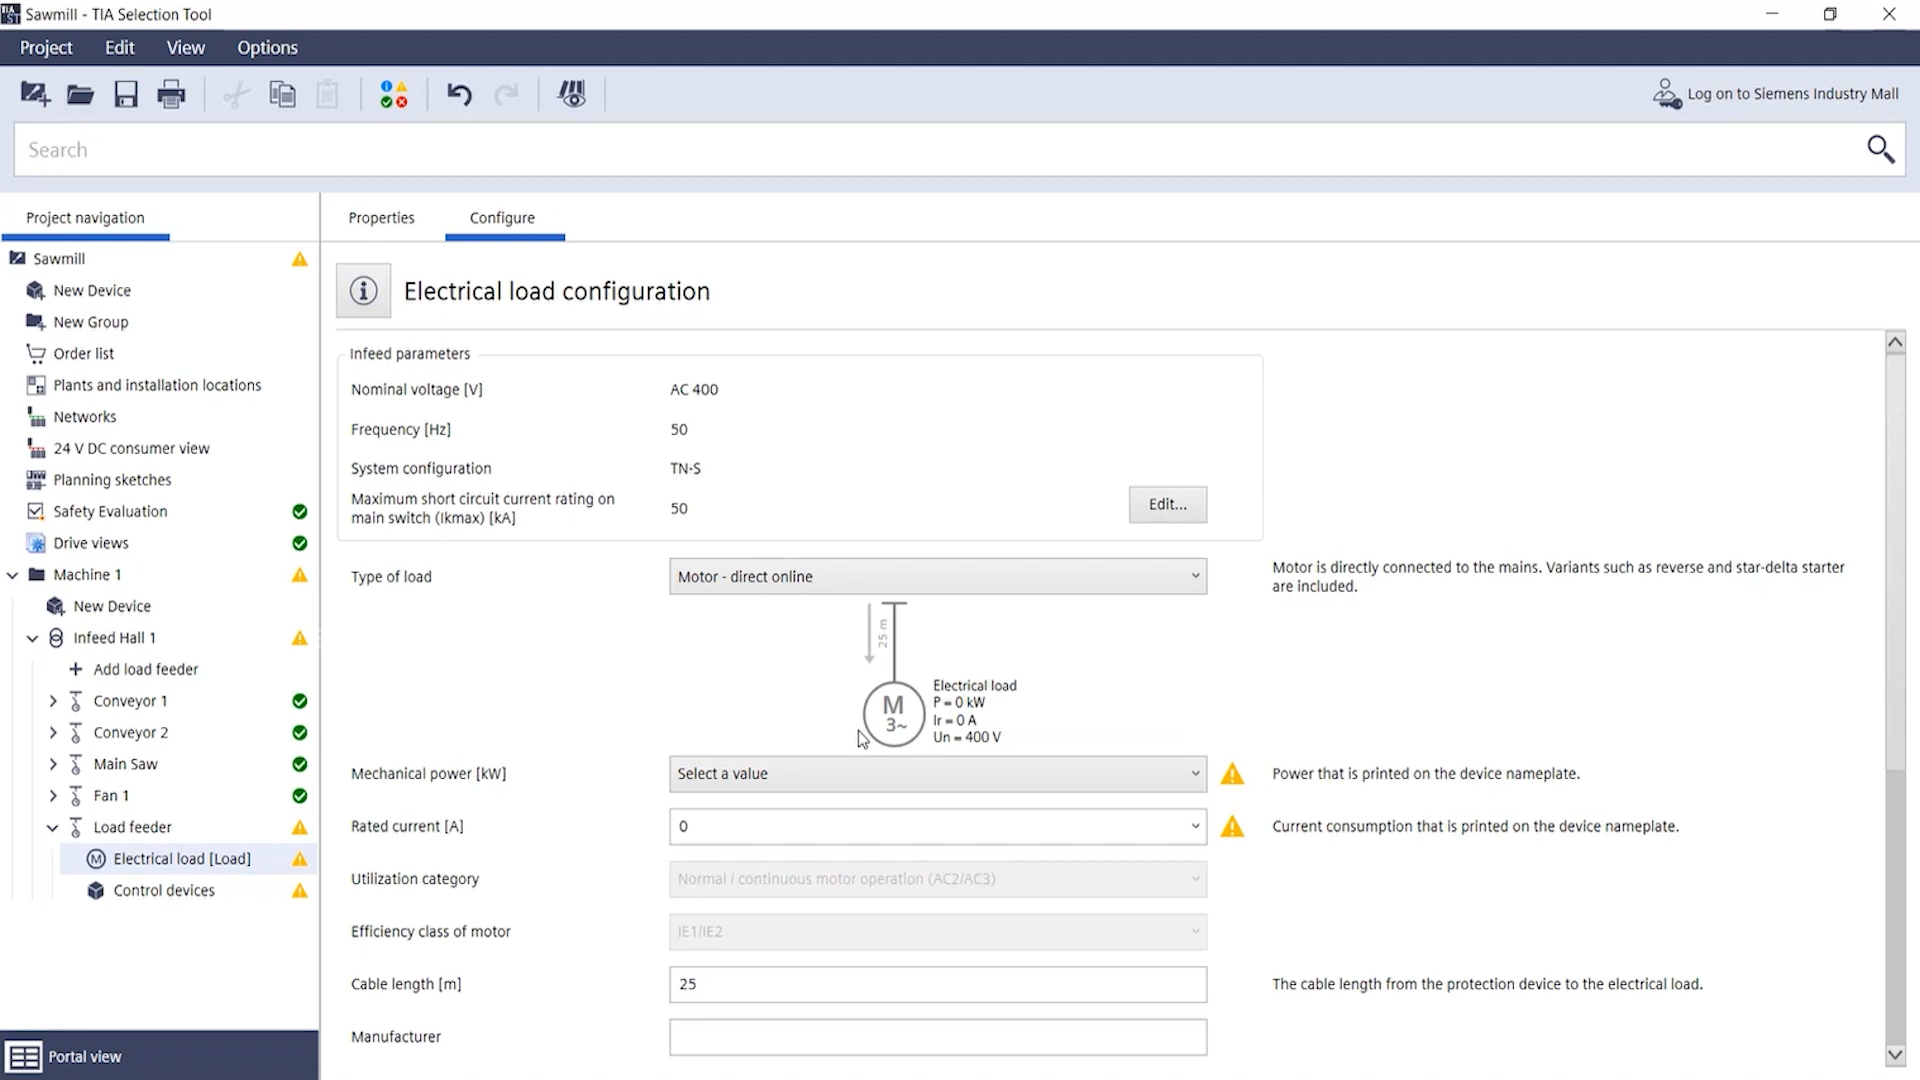 Sawmill - TIA Selection Tool
Project Edit View Options
Log on to Siemens Industry Mall
Search
Project navigation
Properties Configure
Sawmill
New Device
New Group
Order list
Plants and installation locations
Networks
24 V DC consumer view
Planning sketches
Safety Evaluation
Drive views
Machine 1
New Device
Infeed Hall 1
Add load feeder
Conveyor 1
Conveyor 2
Main Saw
Fan 1
Load feeder
Electrical load [Load]
Control devices
Portal view
Electrical load configuration
Infeed parameters
Nominal voltage [V] AC 400
Frequency [Hz] 50
System configuration TN-S
Maximum short circuit current rating on
main switch (Ikmax) [kA] 50 Edit...
Type of load Motor - direct online
Motor is directly connected to the mains. Variants such as reverse and star-delta starter
are included.
25 m
M
3~
Electrical load
P = 0 kW
Ir = 0 A
Un = 400 V
Mechanical power [kW] Select a value Power that is printed on the device nameplate.
Rated current [A] 0 Current consumption that is printed on the device nameplate.
Utilization category Normal / continuous motor operation (AC2/AC3)
Efficiency class of motor IE1/IE2
Cable length [m] 25 The cable length from the protection device to the electrical load.
Manufacturer